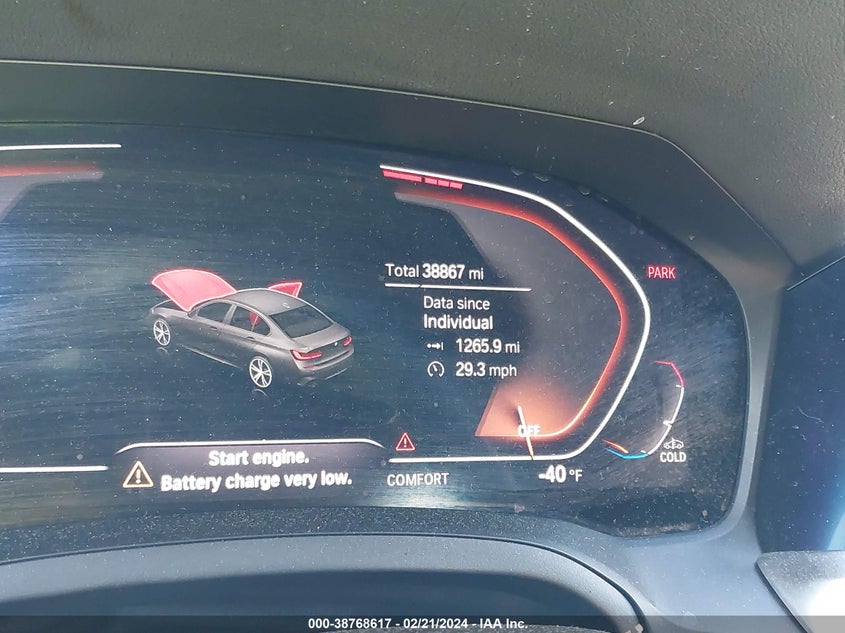 Total 38867 mi
Data since
Individual
1265.9 mi
29.3 mph
PARK
OFF
COLD
Start engine.
Battery charge very low.
COMFORT
-40 °F
000-38768617 - 02/21/2024 - IAA Inc.